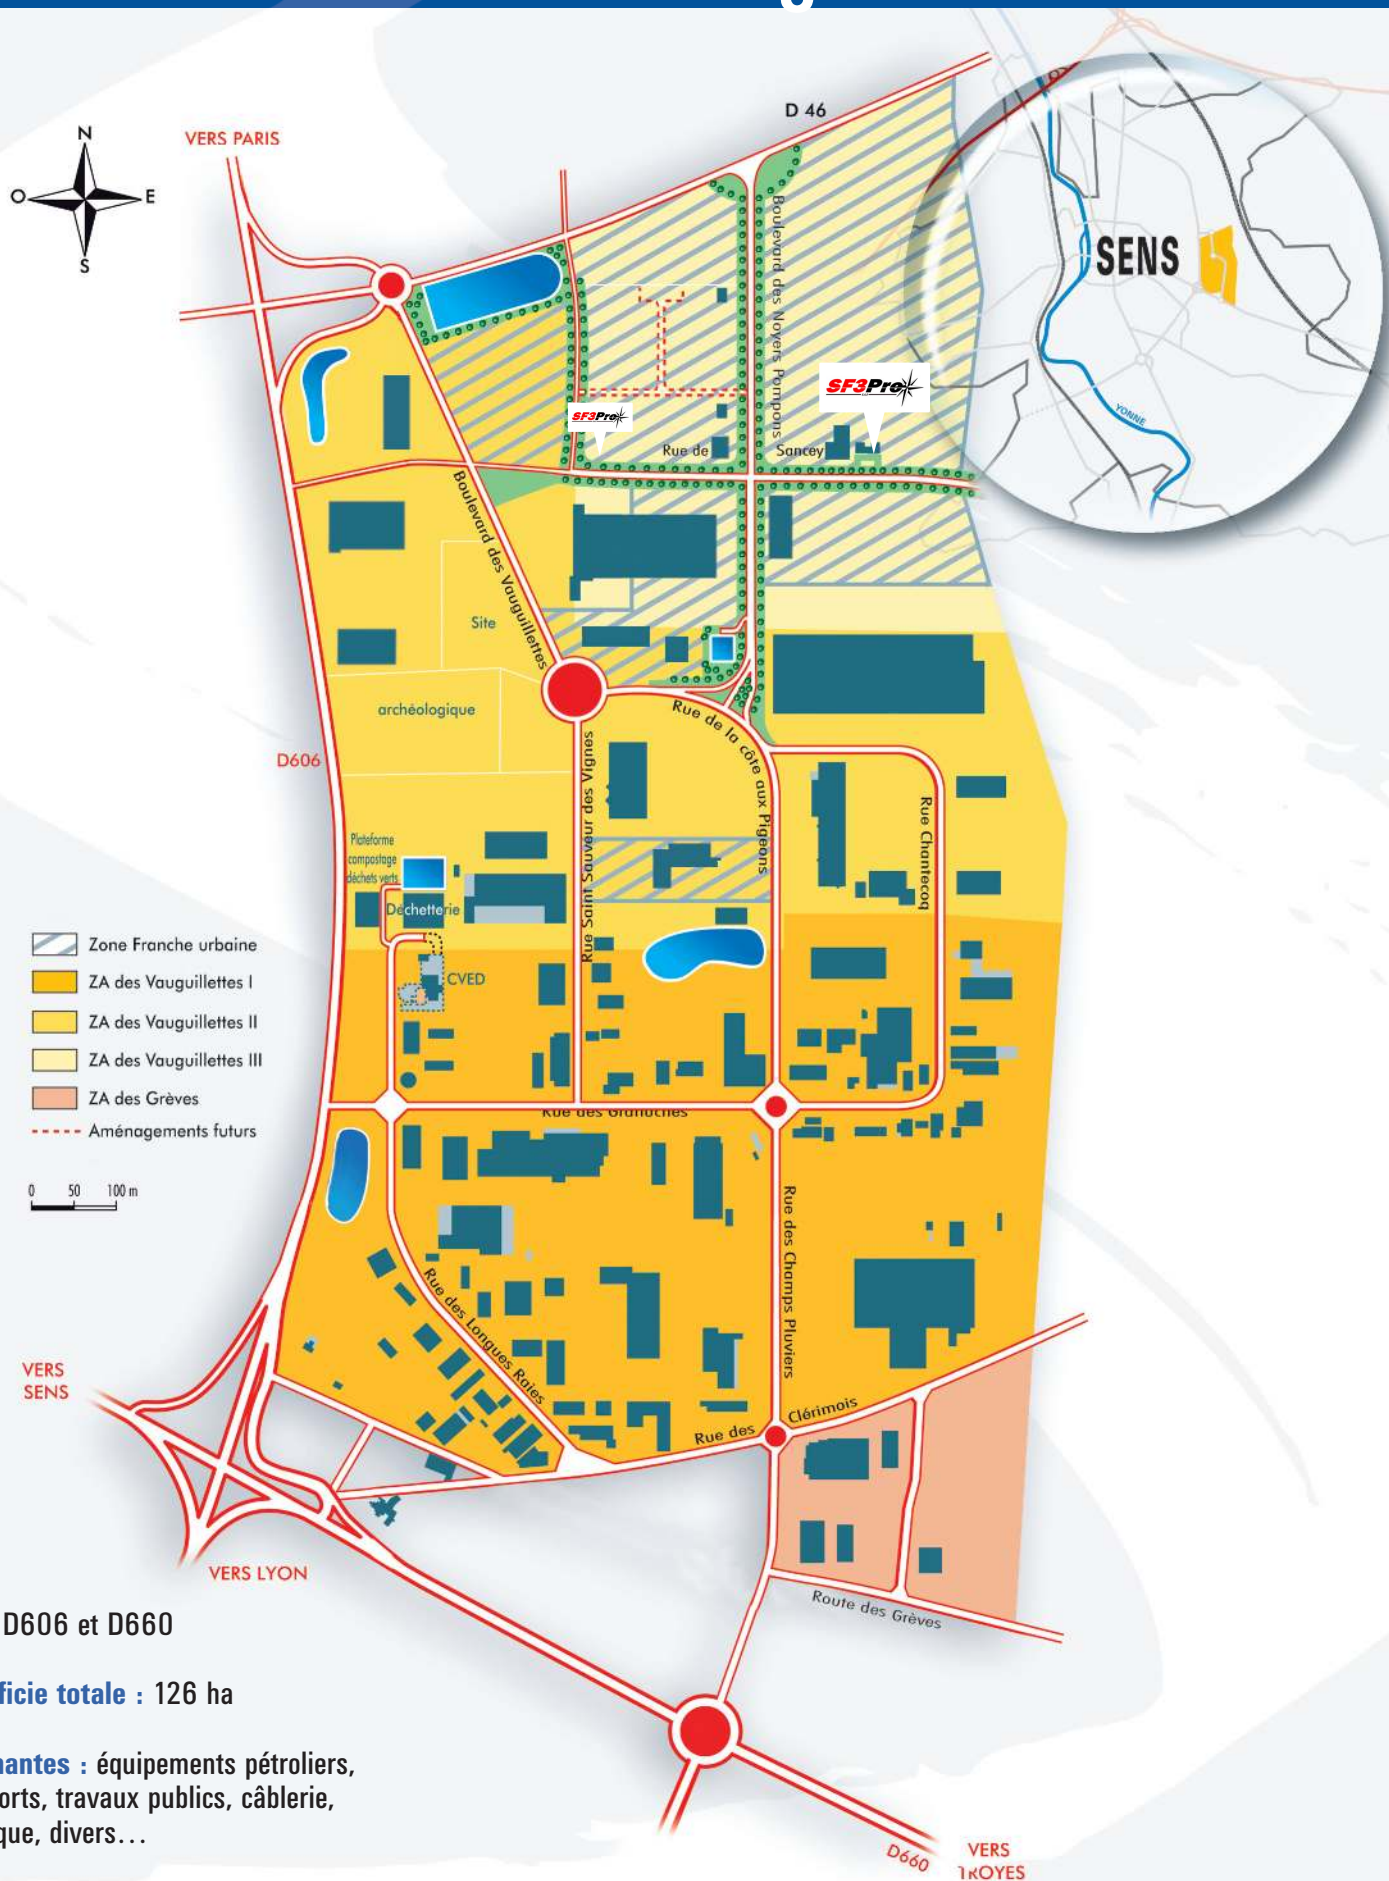 D 46
N
VERS PARIS
O
E
S
SENS
YONNE
Boulevard des Noyers Pompons
SF3Pro
SF3Pro
Rue de
Sancey
Boulevard des Vauguillettes
Site
archéologique
Rue de la côte aux Pigeons
D606
Rue Saint Sauveur des Vignes
Rue Chantecoq
Plateforme
compostage
déchets verts
Déchetterie
CVED
Zone Franche urbaine
ZA des Vauguillettes I
ZA des Vauguillettes II
ZA des Vauguillettes III
ZA des Grèves
Aménagements futurs
0 50 100 m
Rue des Granuches
Rue des Champs Pluviers
Rue des Longues Raies
VERS
SENS
Rue des
Clérimois
VERS LYON
Route des Grèves
D606 et D660
ficie totale : 126 ha
nantes : équipements pétroliers,
orts, travaux publics, câblerie,
que, divers...
D660
VERS
TROYES